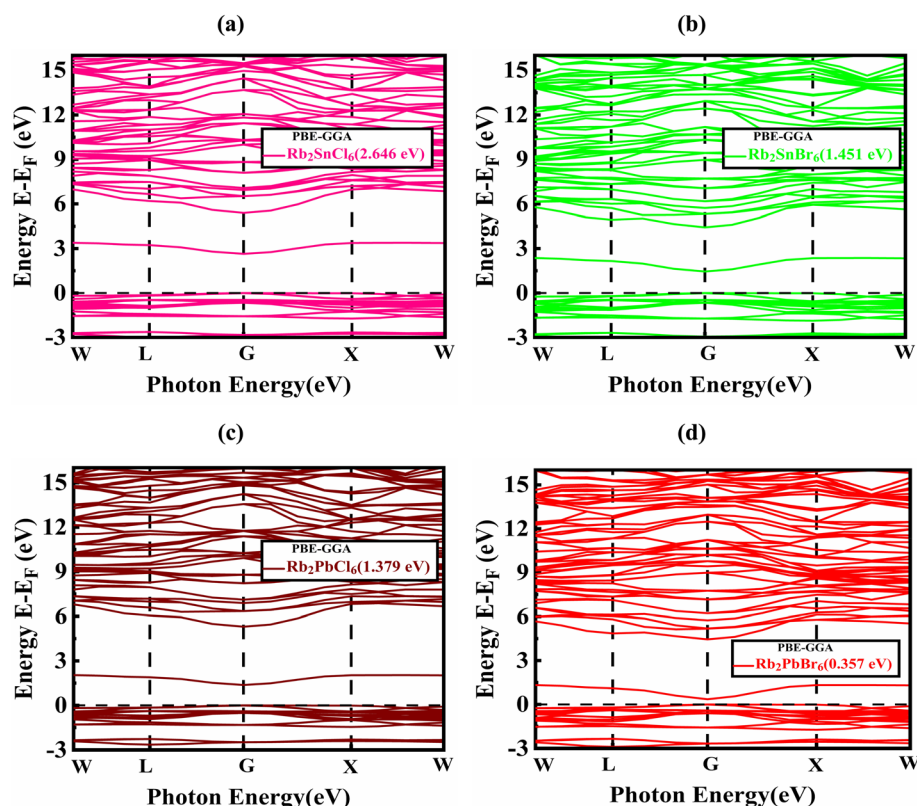 (a)
15
12
9
6
3
0
-3
Energy E-E_F (eV)
PBE-GGA
Rb₂SnCl₆(2.646 eV)
W L G X W
Photon Energy(eV)
(b)
15
12
9
6
3
0
-3
Energy E-E_F (eV)
PBE-GGA
Rb₂SnBr₆(1.451 eV)
W L G X W
Photon Energy(eV)
(c)
15
12
9
6
3
0
-3
Energy E-E_F (eV)
PBE-GGA
Rb₂PbCl₆(1.379 eV)
W L G X W
Photon Energy(eV)
(d)
15
12
9
6
3
0
-3
Energy E-E_F (eV)
PBE-GGA
Rb₂PbBr₆(0.357 eV)
W L G X W
Photon Energy(eV)